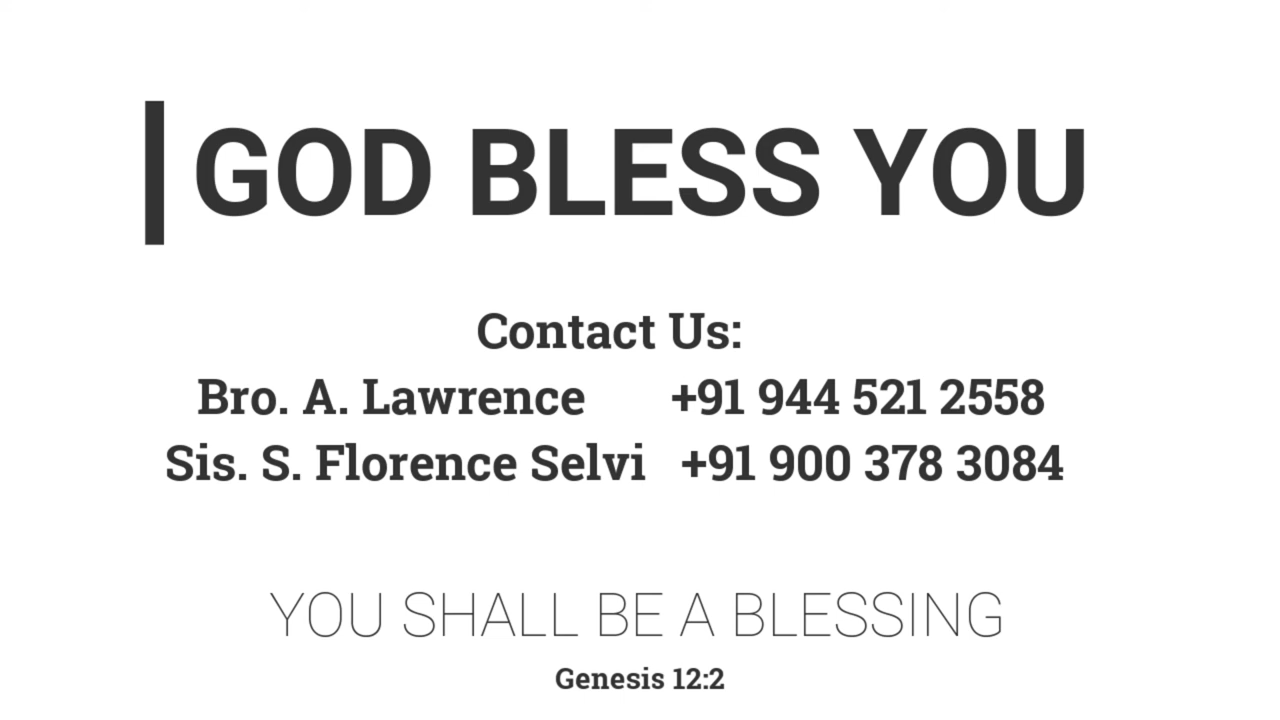 GOD BLESS YOU
Contact Us:
Bro. A. Lawrence +91 944 521 2558
Sis. S. Florence Selvi +91 900 378 3084
YOU SHALL BE A BLESSING
Genesis 12:2